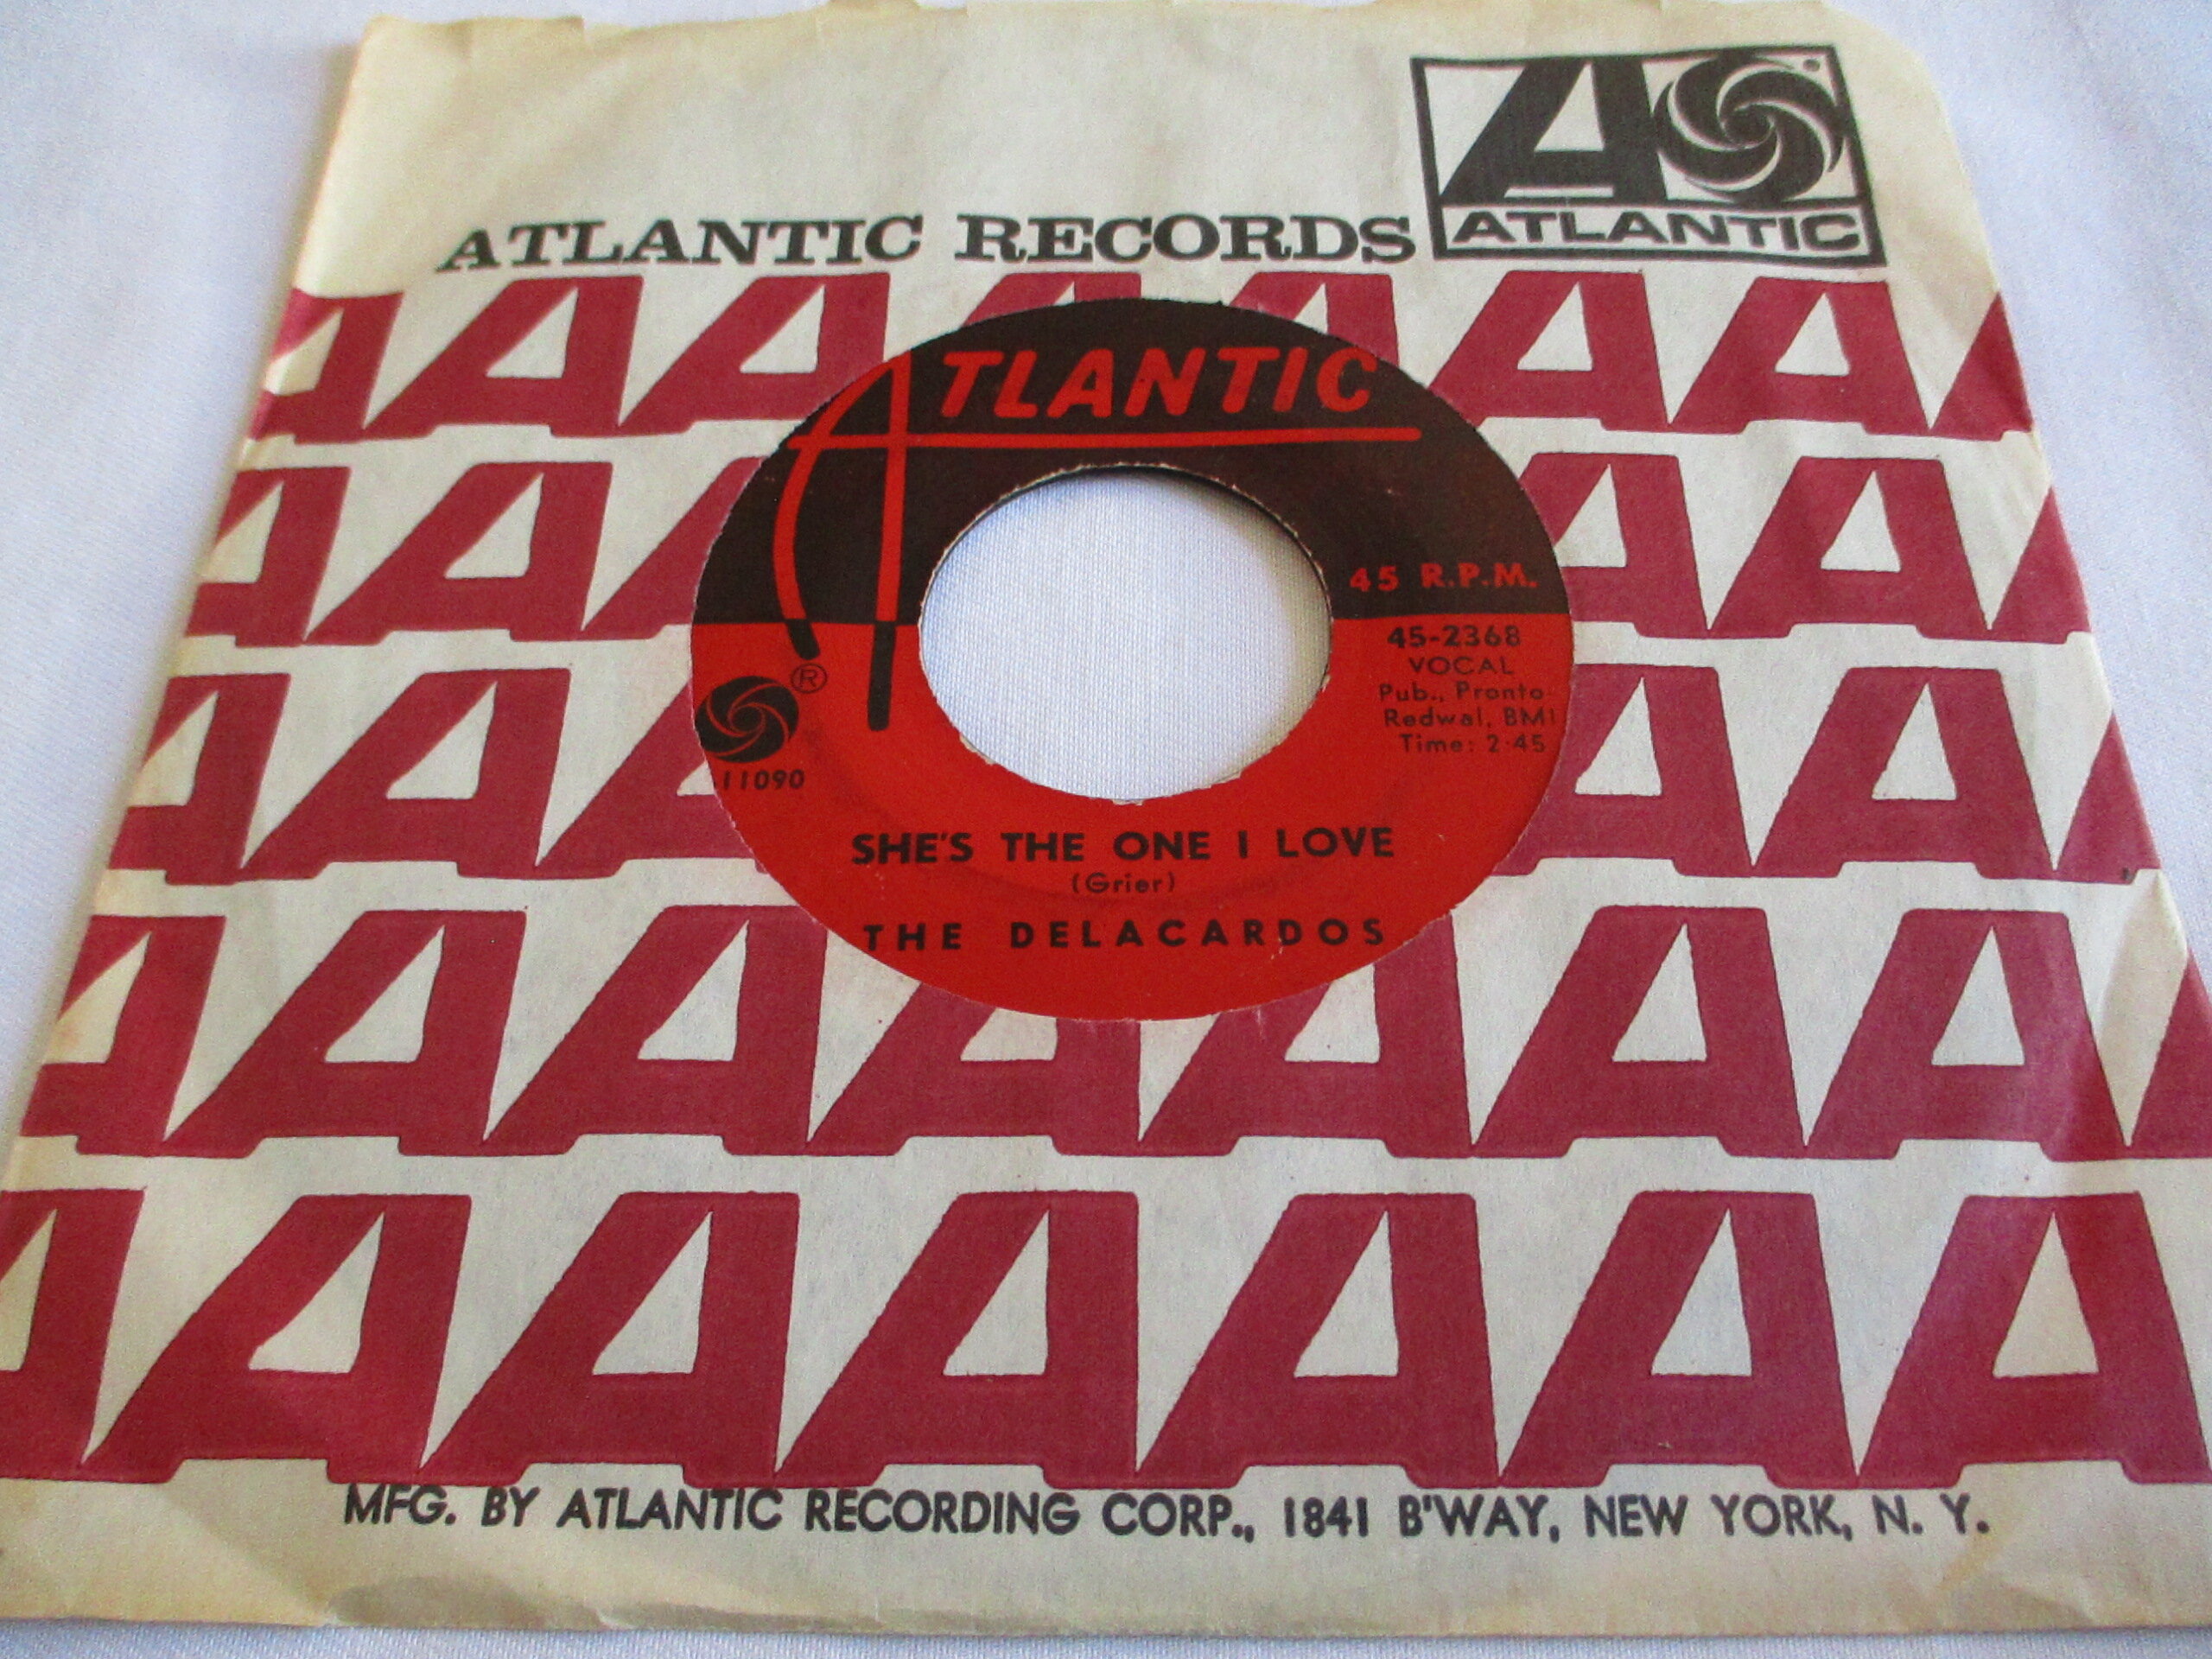 ATLANTIC
ATLANTIC RECORDS
ATLANTIC
45 R.P.M.
45-2368
VOCAL
Pub., Pronto
Redwal, BMI
Time: 2:45
®
11090
SHE'S THE ONE I LOVE
(Grier)
THE DELACARDOS
MFG. BY ATLANTIC RECORDING CORP., 1841 B'WAY, NEW YORK, N. Y.